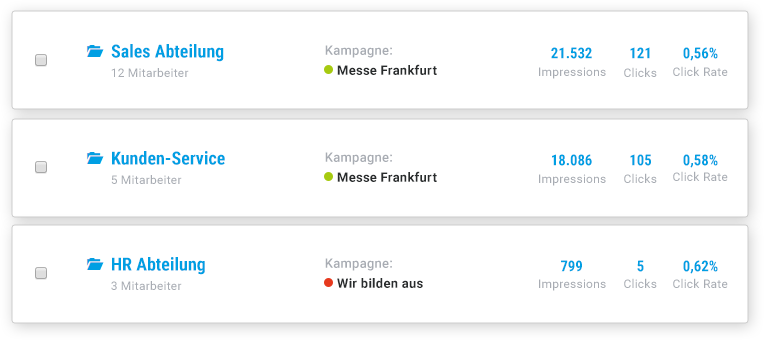 Sales Abteilung
12 Mitarbeiter
Kampagne:
Messe Frankfurt
21.532
Impressions
121
Clicks
0,56%
Click Rate
Kunden-Service
5 Mitarbeiter
Kampagne:
Messe Frankfurt
18.086
Impressions
105
Clicks
0,58%
Click Rate
HR Abteilung
3 Mitarbeiter
Kampagne:
Wir bilden aus
799
Impressions
5
Clicks
0,62%
Click Rate